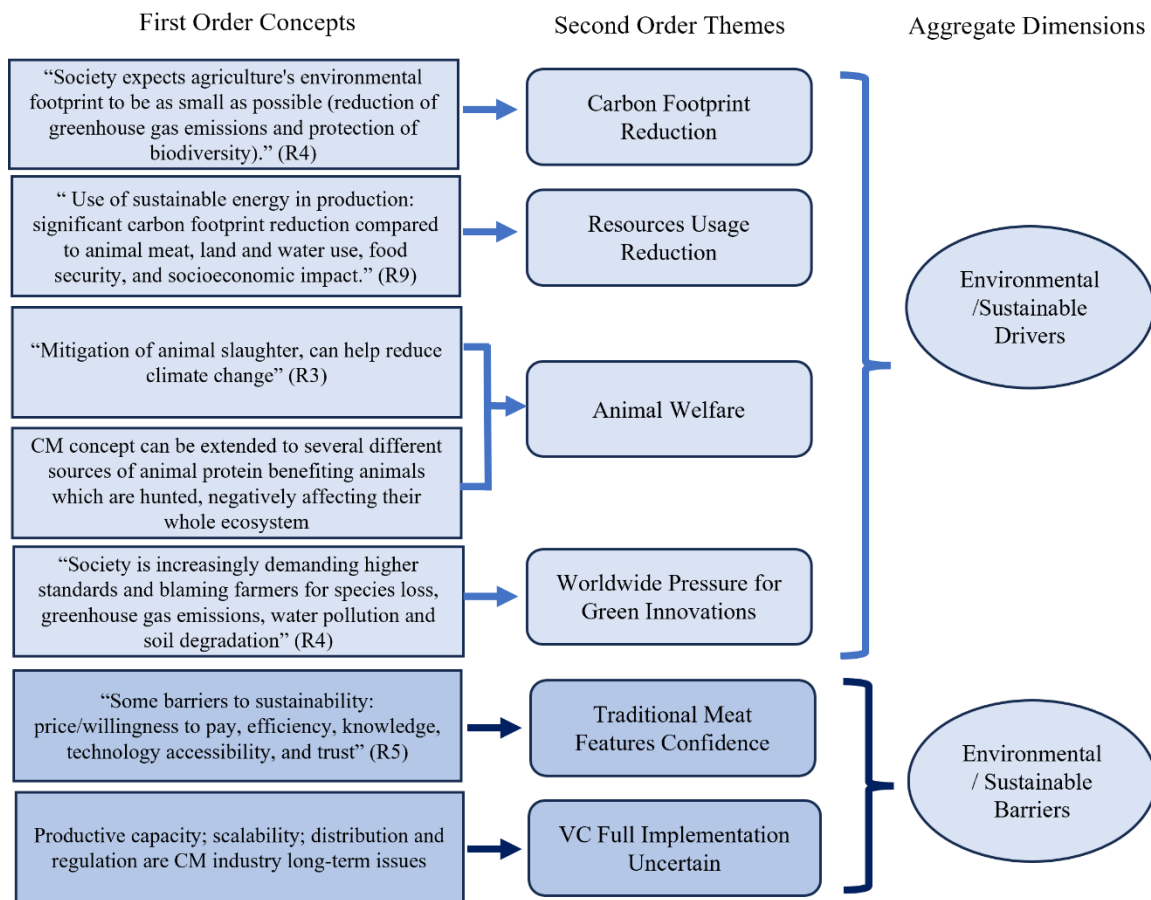 First Order Concepts
Second Order Themes
Aggregate Dimensions
“Society expects agriculture's environmental
footprint to be as small as possible (reduction of
greenhouse gas emissions and protection of
biodiversity).” (R4)
Carbon Footprint
Reduction
“ Use of sustainable energy in production:
significant carbon footprint reduction compared
to animal meat, land and water use, food
security, and socioeconomic impact.” (R9)
Resources Usage
Reduction
“Mitigation of animal slaughter, can help reduce
climate change” (R3)
CM concept can be extended to several different
sources of animal protein benefiting animals
which are hunted, negatively affecting their
whole ecosystem
Animal Welfare
“Society is increasingly demanding higher
standards and blaming farmers for species loss,
greenhouse gas emissions, water pollution and
soil degradation” (R4)
Worldwide Pressure for
Green Innovations
Environmental
/Sustainable
Drivers
“Some barriers to sustainability:
price/willingness to pay, efficiency, knowledge,
technology accessibility, and trust” (R5)
Traditional Meat
Features Confidence
Productive capacity; scalability; distribution and
regulation are CM industry long-term issues
VC Full Implementation
Uncertain
Environmental
/ Sustainable
Barriers